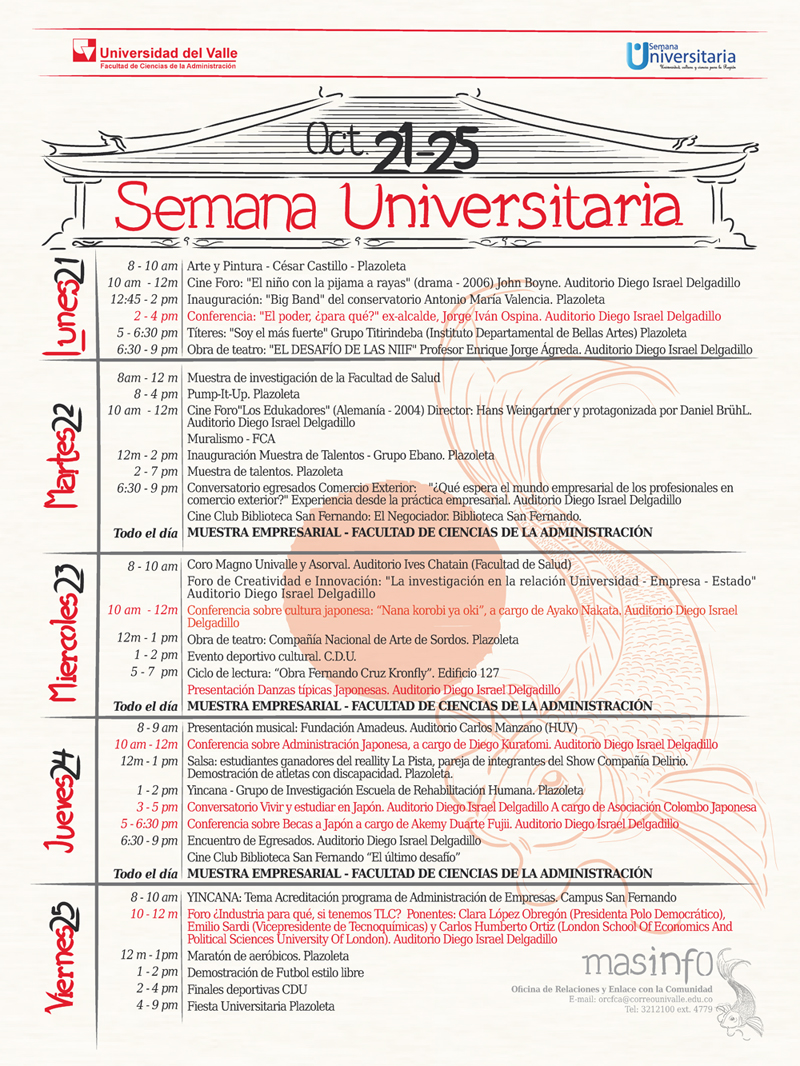 Universidad del Valle
Facultad de Ciencias de la Administración
Semana
Universitaria
Universidad, cultura y ciencia para la Región
Oct. 21-25
Semana Universitaria
Lunes 21
8 - 10 am Arte y Pintura - César Castillo - Plazoleta
10 am - 12m Cine Foro: "El niño con la pijama a rayas" (drama - 2006) John Boyne. Auditorio Diego Israel Delgadillo
12:45 - 2 pm Inauguración: "Big Band" del conservatorio Antonio María Valencia. Plazoleta
2 - 4 pm Conferencia: "El poder, ¿para qué?" ex-alcalde, Jorge Iván Ospina. Auditorio Diego Israel Delgadillo
5 - 6:30 pm Títeres: "Soy el más fuerte" Grupo Titirindeba (Instituto Departamental de Bellas Artes) Plazoleta
6:30 - 9 pm Obra de teatro: "EL DESAFÍO DE LAS NIIF" Profesor Enrique Jorge Ágreda. Auditorio Diego Israel Delgadillo
Martes 22
8am - 12 m Muestra de investigación de la Facultad de Salud
8 - 4 pm Pump-It-Up. Plazoleta
10 am - 12m Cine Foro"Los Edukadores" (Alemanía - 2004) Director: Hans Weingartner y protagonizada por Daniel BrühL.
Auditorio Diego Israel Delgadillo
Muralismo - FCA
12m - 2 pm Inauguración Muestra de Talentos - Grupo Ebano. Plazoleta
2 - 7 pm Muestra de talentos. Plazoleta
6:30 - 9 pm Conversatorio egresados Comercio Exterior: "¿Qué espera el mundo empresarial de los profesionales en
comercio exterior?" Experiencia desde la práctica empresarial. Auditorio Diego Israel Delgadillo
Cine Club Biblioteca San Fernando: El Negociador. Biblioteca San Fernando.
Todo el día MUESTRA EMPRESARIAL - FACULTAD DE CIENCIAS DE LA ADMINISTRACIÓN
Miercoles 23
8 - 10am Coro Magno Univalle y Asorval. Auditorio Ives Chatain (Facultad de Salud)
Foro de Creatividad e Innovación: "La investigación en la relación Universidad - Empresa - Estado"
Auditorio Diego Israel Delgadillo
10 am - 12m Conferencia sobre cultura japonesa: “Nana korobi ya oki”, a cargo de Ayako Nakata. Auditorio Diego Israel
Delgadillo
12m - 1 pm Obra de teatro: Compañía Nacional de Arte de Sordos. Plazoleta
1 - 2 pm Evento deportivo cultural. C.D.U.
5 - 7 pm Ciclo de lectura: “Obra Fernando Cruz Kronfly”. Edificio 127
Presentación Danzas típicas Japonesas. Auditorio Diego Israel Delgadillo
Todo el día MUESTRA EMPRESARIAL - FACULTAD DE CIENCIAS DE LA ADMINISTRACIÓN
Jueves 24
8 - 9 am Presentación musical: Fundación Amadeus. Auditorio Carlos Manzano (HUV)
10 am - 12m Conferencia sobre Administración Japonesa, a cargo de Diego Kuratomi. Auditorio Diego Israel Delgadillo
12m - 1 pm Salsa: estudiantes ganadores del reallity La Pista, pareja de integrantes del Show Compañía Delirio.
Demostración de atletas con discapacidad. Plazoleta.
1 - 2 pm Yincana - Grupo de Investigación Escuela de Rehabilitación Humana. Plazoleta
3 - 5 pm Conversatorio Vivir y estudiar en Japón. Auditorio Diego Israel Delgadillo A cargo de Asociación Colombo Japonesa
5 - 6:30 pm Conferencia sobre Becas a Japón a cargo de Akemy Duarte Fujii. Auditorio Diego Israel Delgadillo
6:30 - 9 pm Encuentro de Egresados. Auditorio Diego Israel Delgadillo
Cine Club Biblioteca San Fernando “El último desafío”
Todo el día MUESTRA EMPRESARIAL - FACULTAD DE CIENCIAS DE LA ADMINISTRACIÓN
Viernes 25
8 - 10 am YINCANA: Tema Acreditación programa de Administración de Empresas. Campus San Fernando
10 - 12 m Foro ¿Industria para qué, si tenemos TLC? Ponentes: Clara López Obregón (Presidenta Polo Democrático),
Emilio Sardi (Vicepresidente de Tecnoquímicas) y Carlos Humberto Ortíz (London School Of Economics And
Political Sciences University Of London). Auditorio Diego Israel Delgadillo
12 m - 1pm Maratón de aeróbicos. Plazoleta
1 - 2 pm Demostración de Futbol estilo libre
2 - 4 pm Finales deportivas CDU
4 - 9 pm Fiesta Universitaria Plazoleta
masinfo
Oficina de Relaciones y Enlace con la Comunidad
E-mail: orcfca@correounivalle.edu.co
Tel: 3212100 ext. 4779